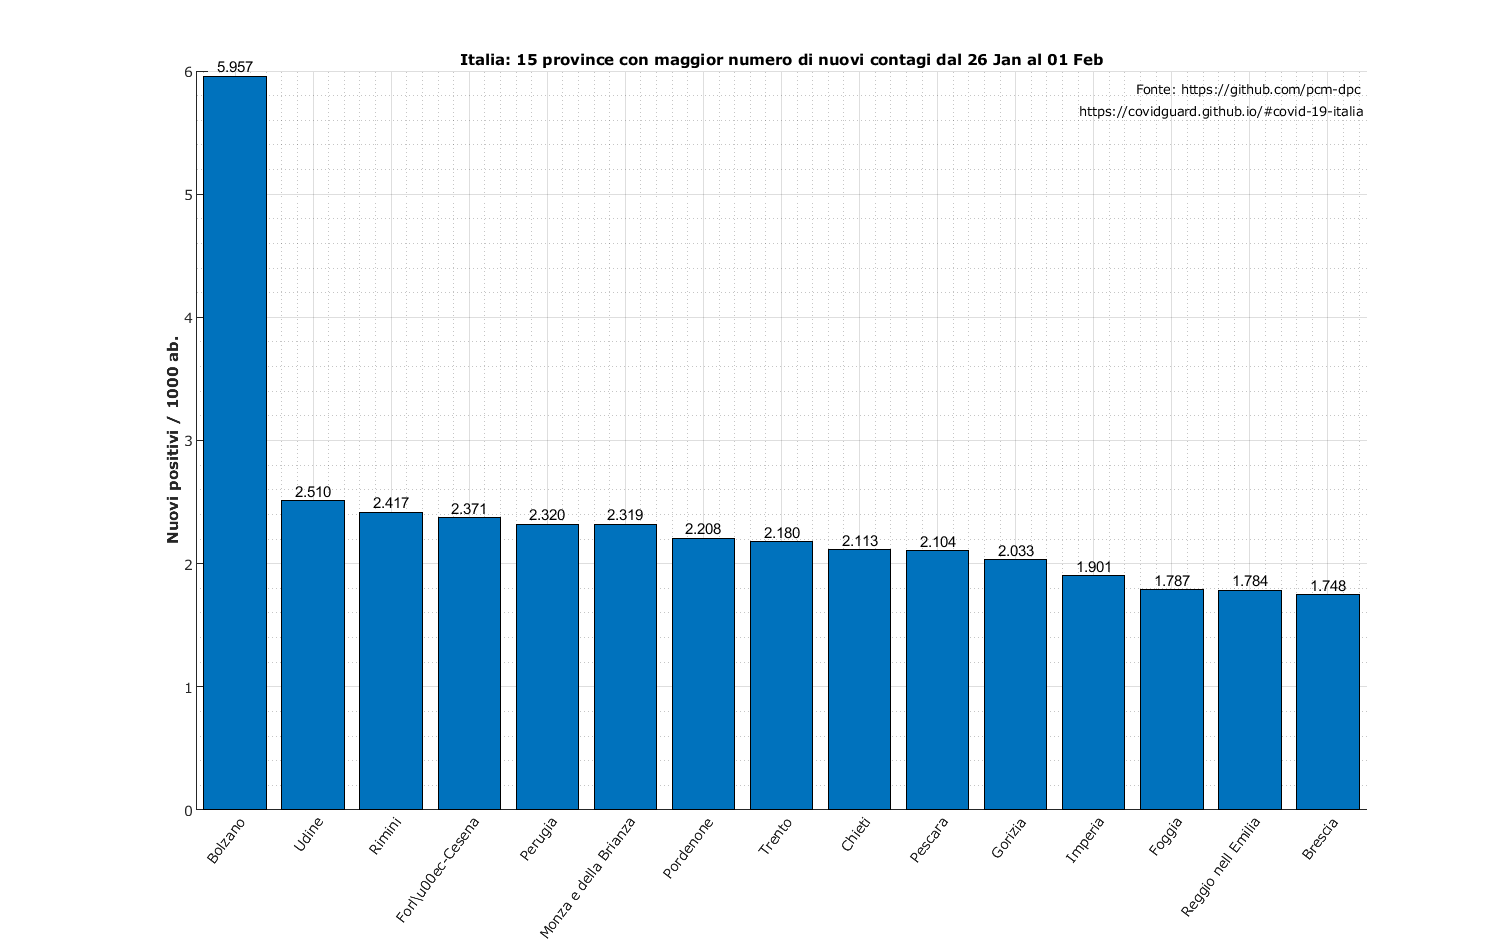 Italia: 15 province con maggior numero di nuovi contagi dal 26 Jan al 01 Feb
Fonte: https://github.com/pcm-dpc
https://covidguard.github.io/#covid-19-italia
Nuovi positivi / 1000 ab.
6
5
4
3
2
1
0
5.957
2.510
2.417
2.371
2.320
2.319
2.208
2.180
2.113
2.104
2.033
1.901
1.787
1.784
1.748
Bolzano
Udine
Rimini
Forl\u00ec-Cesena
Perugia
Monza e della Brianza
Pordenone
Trento
Chieti
Pescara
Gorizia
Imperia
Foggia
Reggio nell Emilia
Brescia